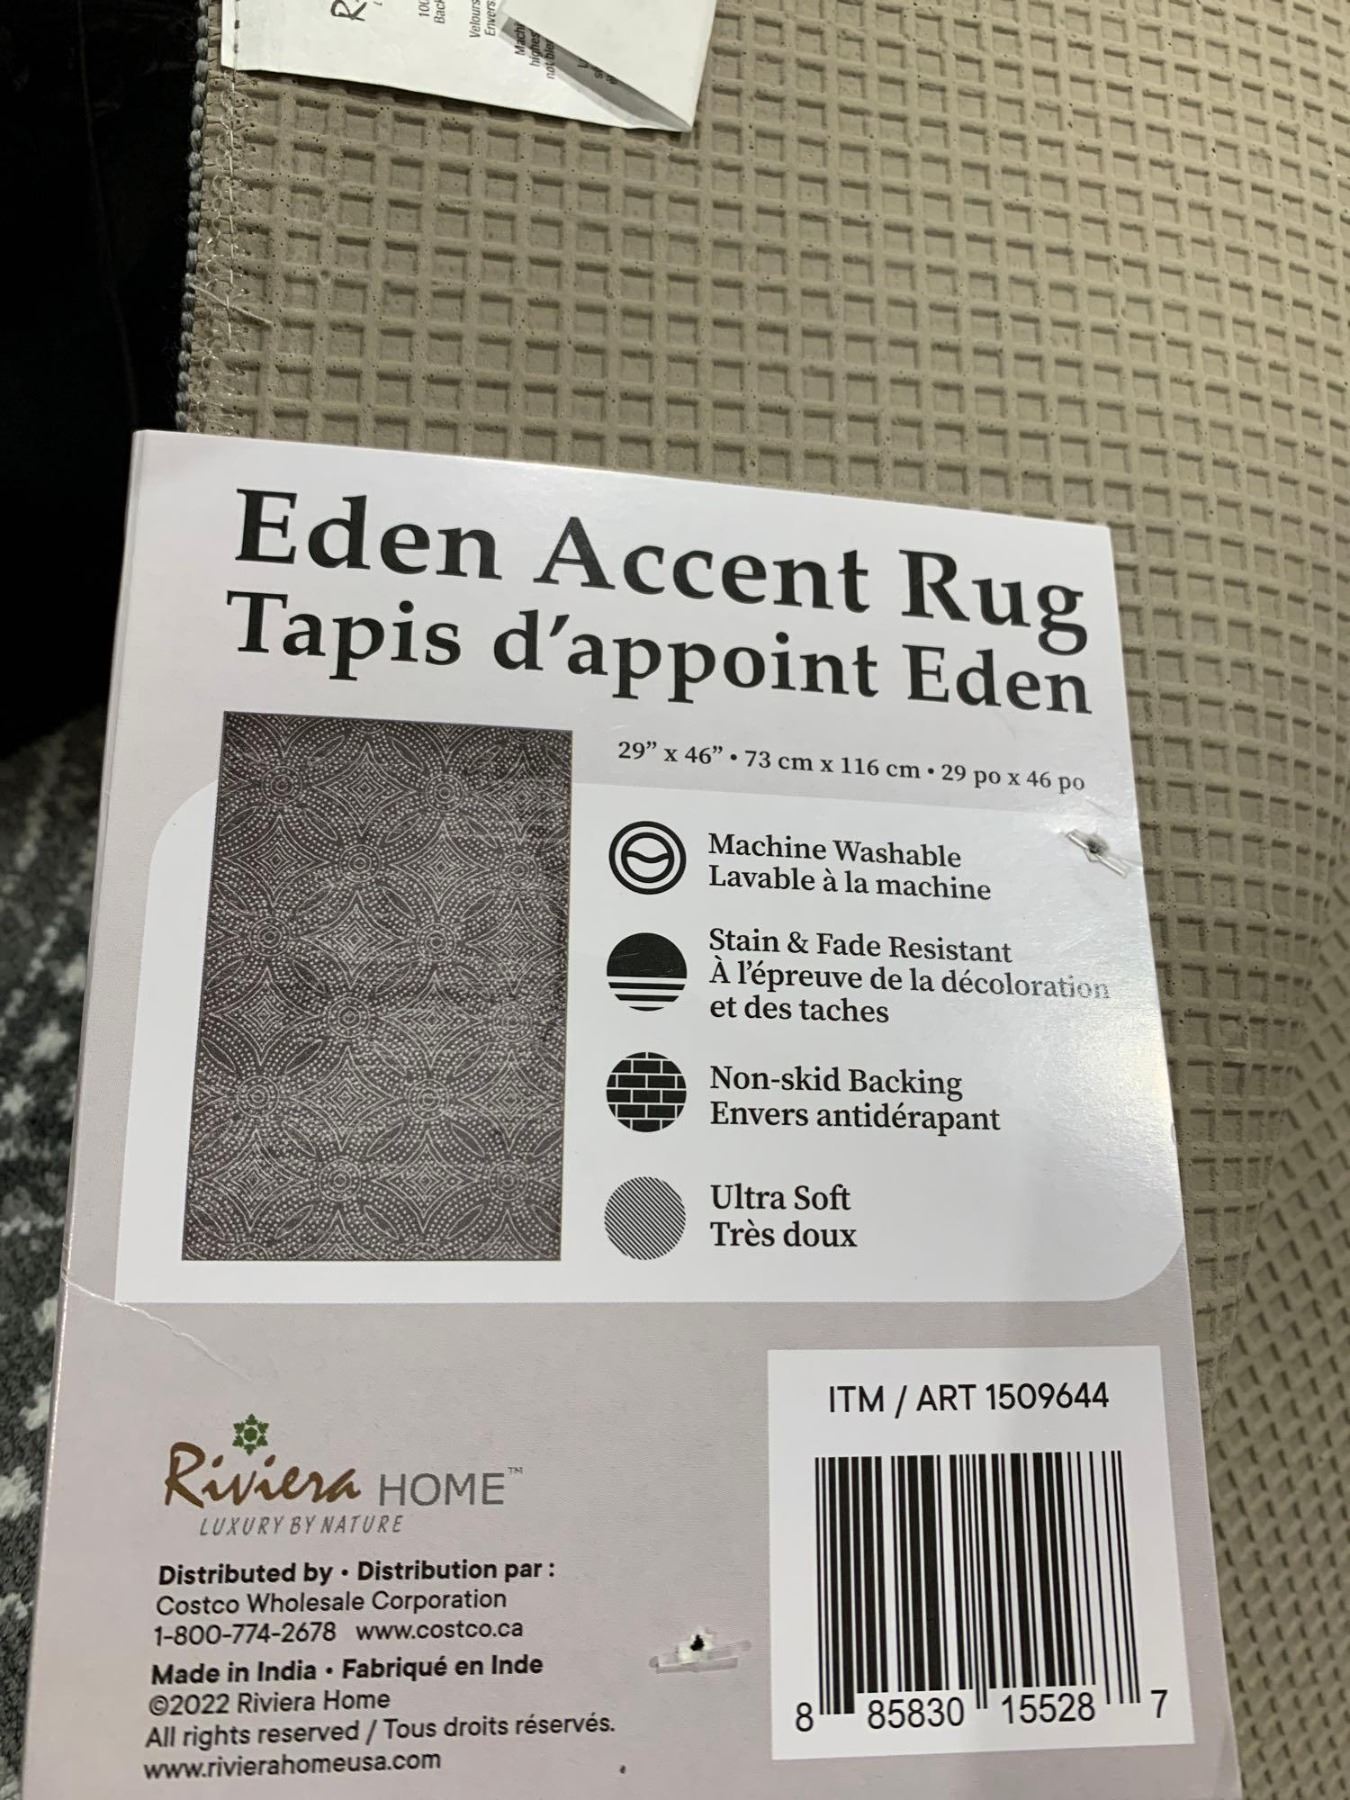 R
100
Back
Velours
Envers
Eden Accent Rug
Tapis d'appoint Eden
29” x 46” • 73 cm x 116 cm • 29 po x 46 po
Machine Washable
Lavable à la machine
Stain & Fade Resistant
À l’épreuve de la décoloration
et des taches
Non-skid Backing
Envers antidérapant
Ultra Soft
Très doux
ITM / ART 1509644
8 85830 15528 7
Riviera HOME™
LUXURY BY NATURE
Distributed by • Distribution par :
Costco Wholesale Corporation
1-800-774-2678 www.costco.ca
Made in India • Fabriqué en Inde
©2022 Riviera Home
All rights reserved / Tous droits réservés.
www.rivierahomeusa.com